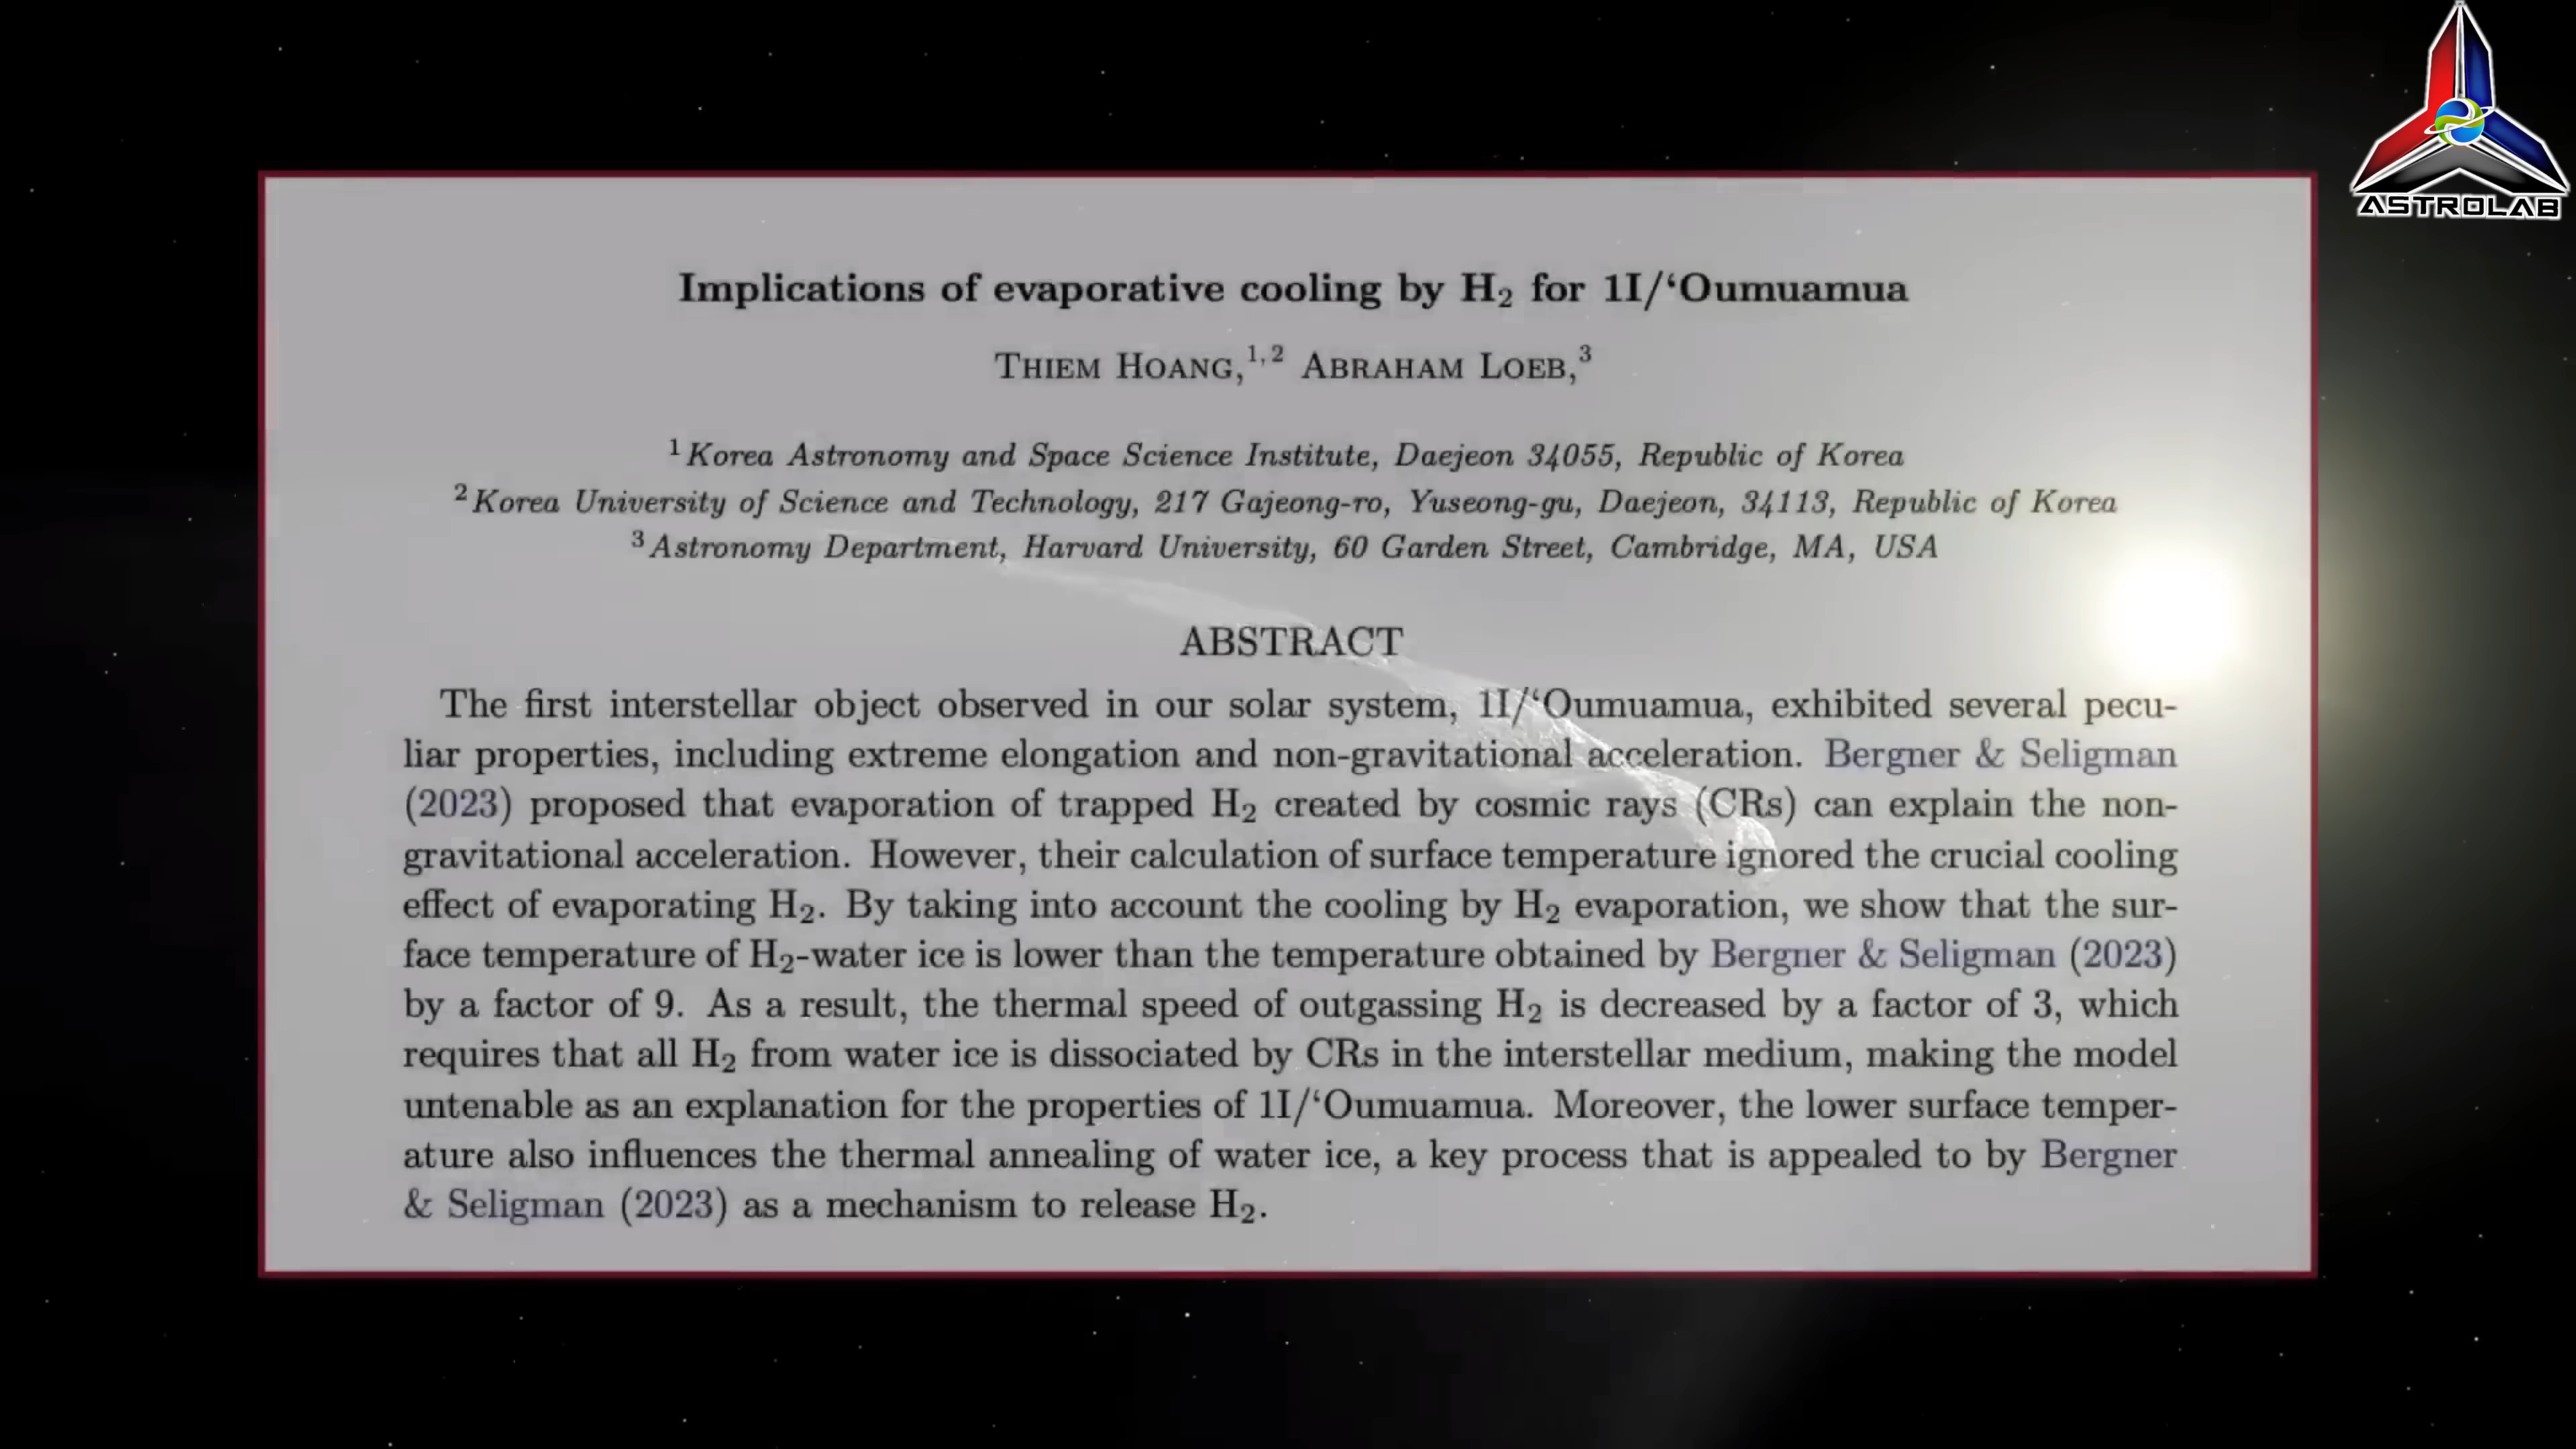 ASTROLAB
Implications of evaporative cooling by H₂ for 1I/‘Oumuamua
THIEM HOANG,¹,² ABRAHAM LOEB,³
¹ Korea Astronomy and Space Science Institute, Daejeon 34055, Republic of Korea
² Korea University of Science and Technology, 217 Gajeong-ro, Yuseong-gu, Daejeon, 34113, Republic of Korea
³ Astronomy Department, Harvard University, 60 Garden Street, Cambridge, MA, USA
ABSTRACT
The first interstellar object observed in our solar system, 1I/‘Oumuamua, exhibited several pecu-
liar properties, including extreme elongation and non-gravitational acceleration. Bergner & Seligman
(2023) proposed that evaporation of trapped H₂ created by cosmic rays (CRs) can explain the non-
gravitational acceleration. However, their calculation of surface temperature ignored the crucial cooling
effect of evaporating H₂. By taking into account the cooling by H₂ evaporation, we show that the sur-
face temperature of H₂-water ice is lower than the temperature obtained by Bergner & Seligman (2023)
by a factor of 9. As a result, the thermal speed of outgassing H₂ is decreased by a factor of 3, which
requires that all H₂ from water ice is dissociated by CRs in the interstellar medium, making the model
untenable as an explanation for the properties of 1I/‘Oumuamua. Moreover, the lower surface temper-
ature also influences the thermal annealing of water ice, a key process that is appealed to by Bergner
& Seligman (2023) as a mechanism to release H₂.